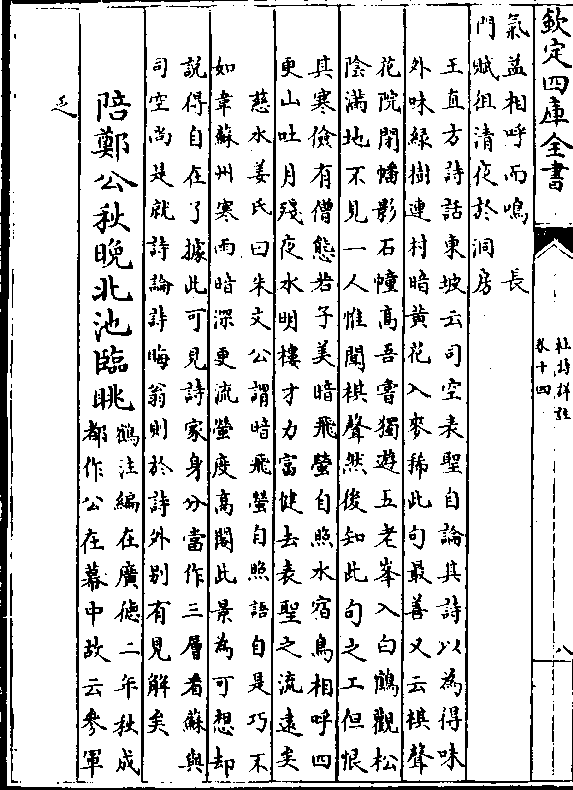 欽定四庫全書
杜詩詳註
卷十四
八
氣益相呼而鳴　長
門賦徂清夜於洞房
王直方詩話東坡云司空表聖自論其詩以為得味
外味綠樹連村暗黃花入麥稀此句最善又云棋聲
花院閉幡影石幢高吾嘗獨遊五老峯入白鶴觀松
陰滿地不見一人惟聞棋聲然後知此句之工但恨
其寒儉有僧態若子美暗飛螢自照水宿鳥相呼四
更山吐月殘夜水明樓才力富健去表聖之流遠矣
慈水姜氏曰朱文公謂暗飛螢自照語自是巧不
如韋蘇州寒雨暗深更流螢度高閣此景為可想却
說得自在了據此可見詩家身分當作三層看蘇與
司空尚是就詩論詩晦翁則於詩外别有見解矣
陪鄭公秋晚北池臨眺
鶴注編在廣德二年秋成
都作公在幕中故云參軍